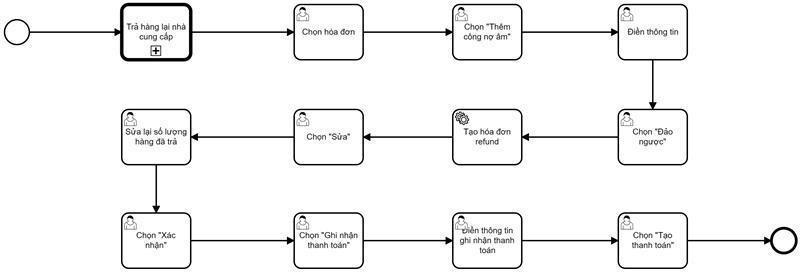 Trả hàng lại nhà
cung cấp
Chọn hóa đơn
Chọn "Thêm
công nợ âm"
Điền thông tin
Chọn "Đảo
ngược"
Tạo hóa đơn
refund
Chọn "Sửa"
Sửa lại số lượng
hàng đã trả
Chọn "Xác
nhận"
Chọn "Ghi nhận
thanh toán"
Điền thông tin
ghi nhận thanh
toán
Chọn "Tạo
thanh toán"